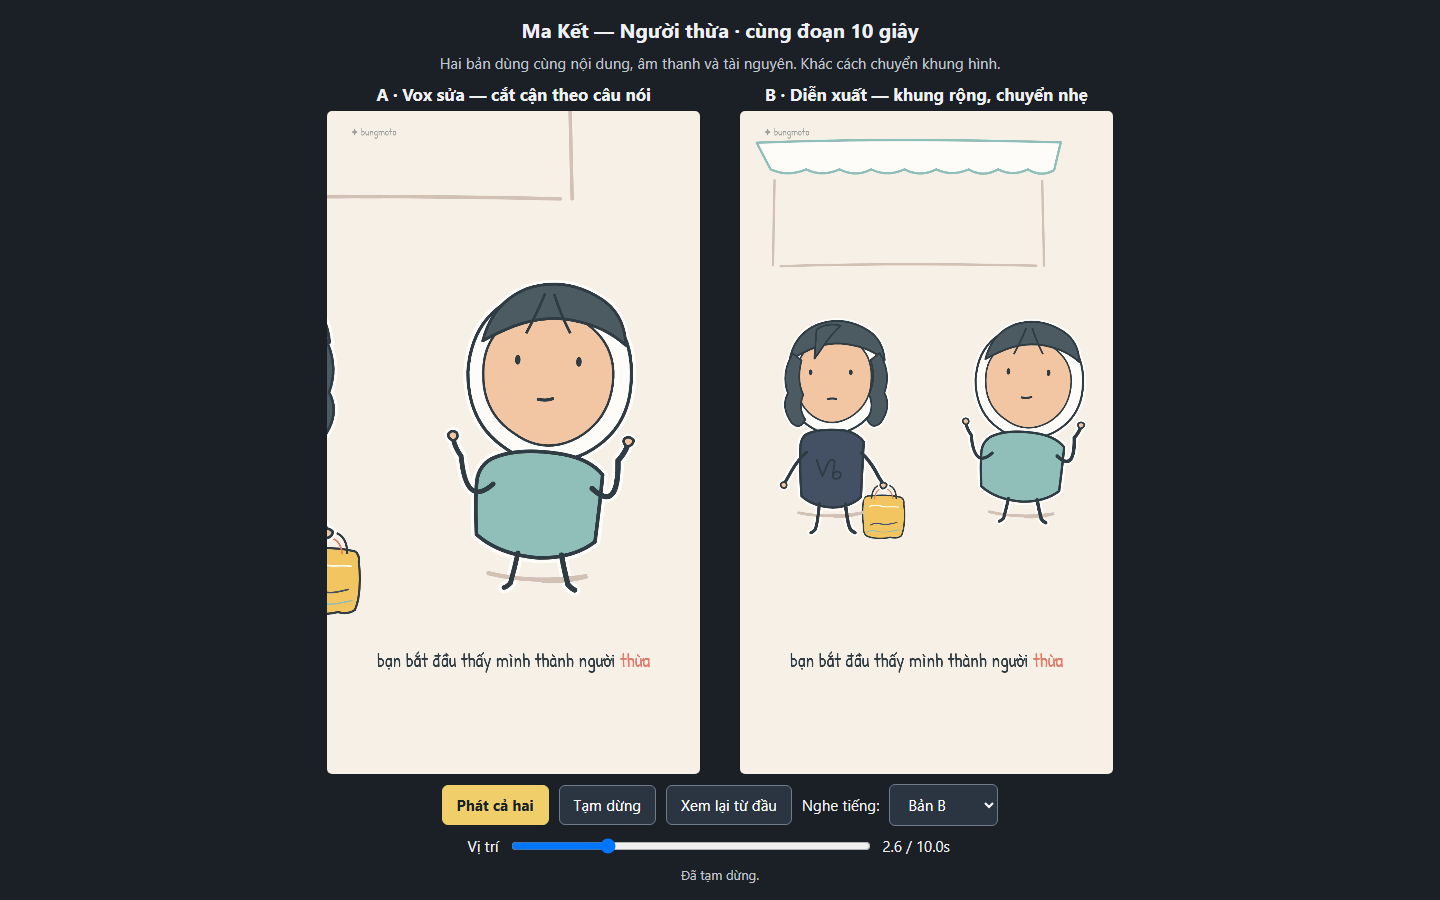 Ma Kết — Người thừa · cùng đoạn 10 giây
Hai bản dùng cùng nội dung, âm thanh và tài nguyên. Khác cách chuyển khung hình.
A · Vox sửa — cắt cận theo câu nói
B · Diễn xuất — khung rộng, chuyển nhẹ
✦ bungmoto
✦ bungmoto
bạn bắt đầu thấy mình thành người thừa
Vb
bạn bắt đầu thấy mình thành người thừa
Phát cả hai
Tạm dừng
Xem lại từ đầu
Nghe tiếng:
Bản B
Vị trí
2.6 / 10.0s
Đã tạm dừng.